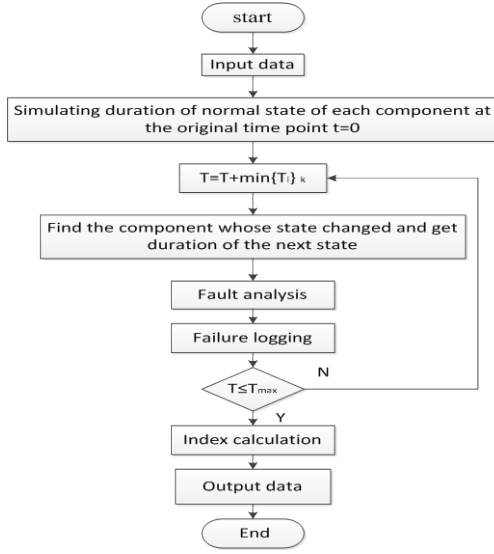 start
Input data
Simulating duration of normal state of each component at
the original time point t=0
T=T+min{Tᵢ} ₖ
Find the component whose state changed and get
duration of the next state
Fault analysis
Failure logging
T≤Tₘₐₓ
N
Y
Index calculation
Output data
End